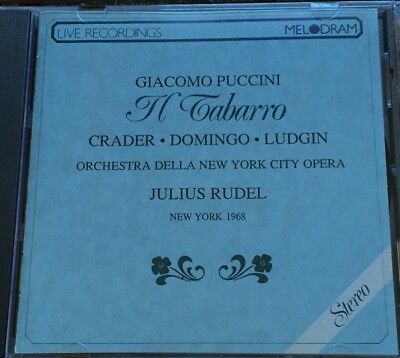 LIVE RECORDINGS MELODRAM
GIACOMO PUCCINI
Il Tabarro
CRADER • DOMINGO • LUDGIN
ORCHESTRA DELLA NEW YORK CITY OPERA
JULIUS RUDEL
NEW YORK 1968
Stereo